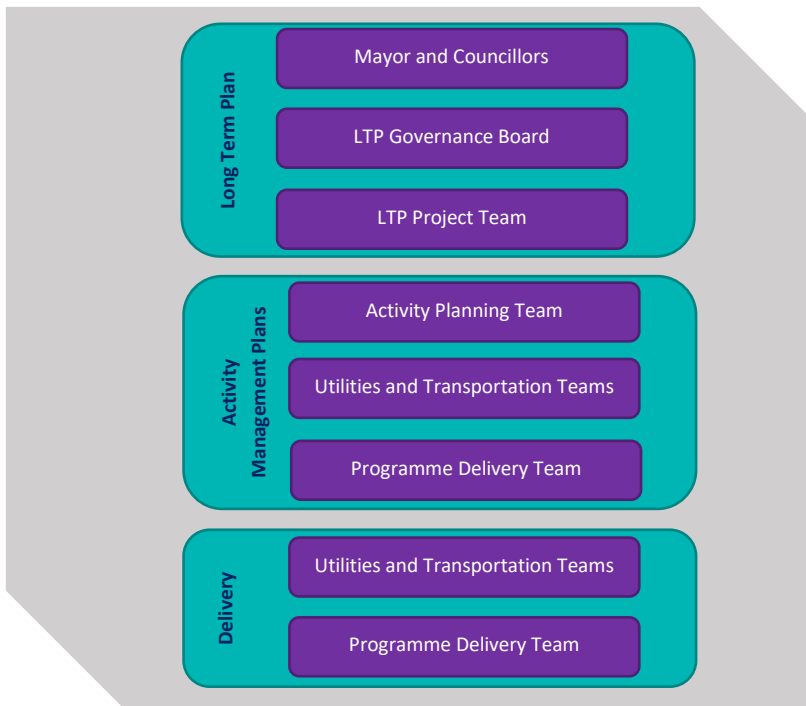 Long Term Plan
Mayor and Councillors
LTP Governance Board
LTP Project Team
Activity
Management Plans
Activity Planning Team
Utilities and Transportation Teams
Programme Delivery Team
Delivery
Utilities and Transportation Teams
Programme Delivery Team